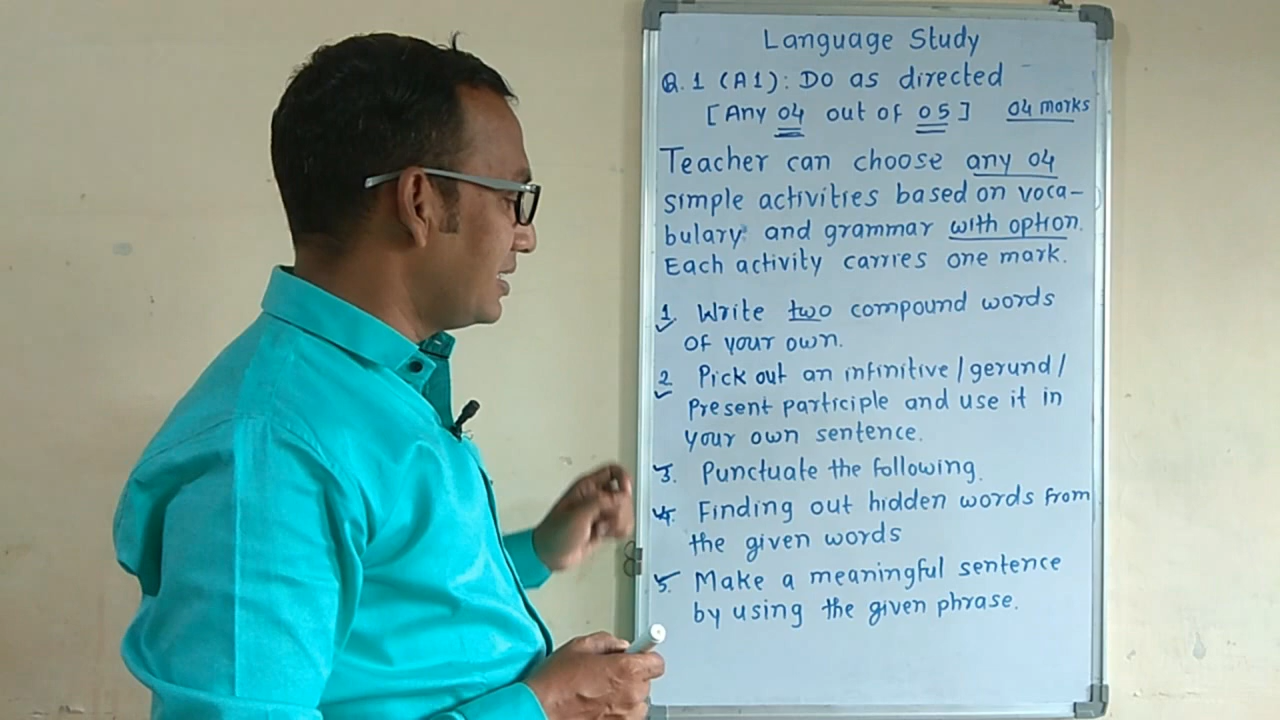 Language Study
Q.1 (A1): Do as directed
[Any 04 out of 05] 04 marks
Teacher can choose any 04
simple activities based on voca-
bulary and grammar with option.
Each activity carries one mark.
1. Write two compound words
of your own.
2 Pick out an infinitive/gerund/
Present participle and use it in
your own sentence.
3. Punctuate the following.
4. Finding out hidden words from
the given words
5. Make a meaningful sentence
by using the given phrase.